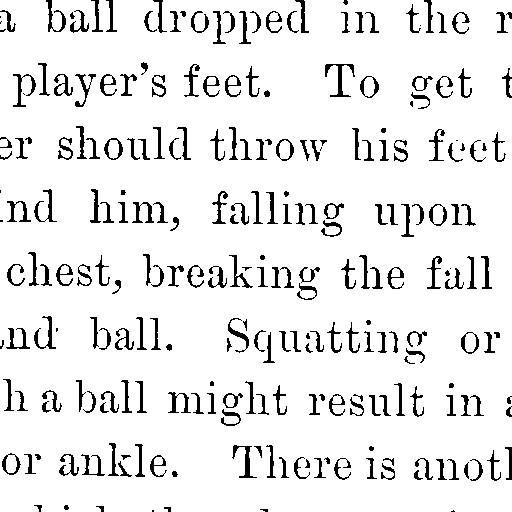 a ball dropped in the r
player's feet. To get t
er should throw his feet
ind him, falling upon
chest, breaking the fall
and ball. Squatting or
h a ball might result in a
or ankle. There is anoth